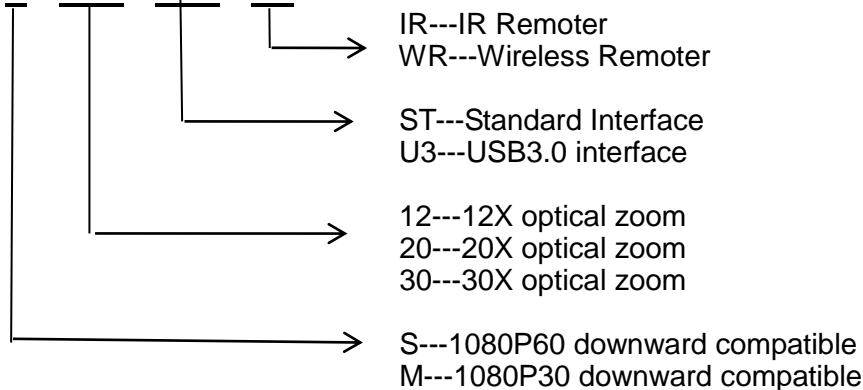 IR---IR Remoter
WR---Wireless Remoter
ST---Standard Interface
U3---USB3.0 interface
12---12X optical zoom
20---20X optical zoom
30---30X optical zoom
S---1080P60 downward compatible
M---1080P30 downward compatible